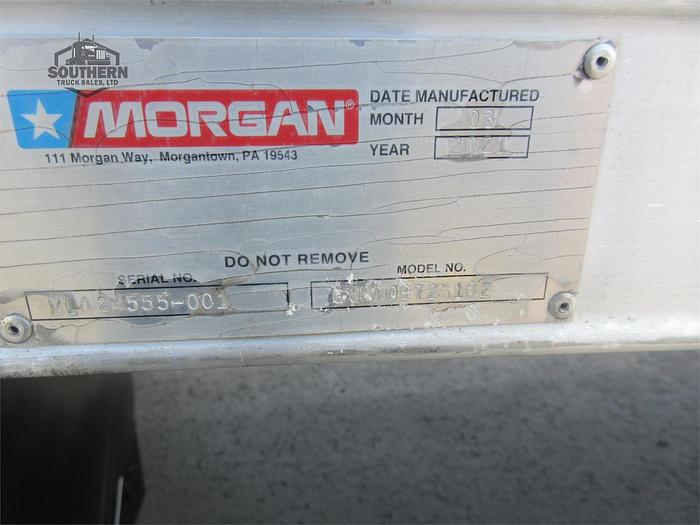 SOUTHERN
TRUCK SALES, LTD
MORGAN®
111 Morgan Way, Morgantown, PA 19543
DATE MANUFACTURED
MONTH 03
YEAR 2021
DO NOT REMOVE
SERIAL NO.
MODEL NO.